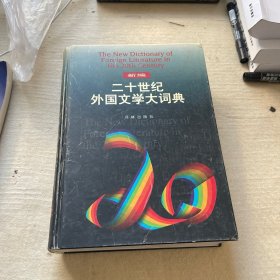 The New Dictionary of
Foreign Literature in
the 20th Century
新编
二十世纪
外国文学大词典
译林出版社
20